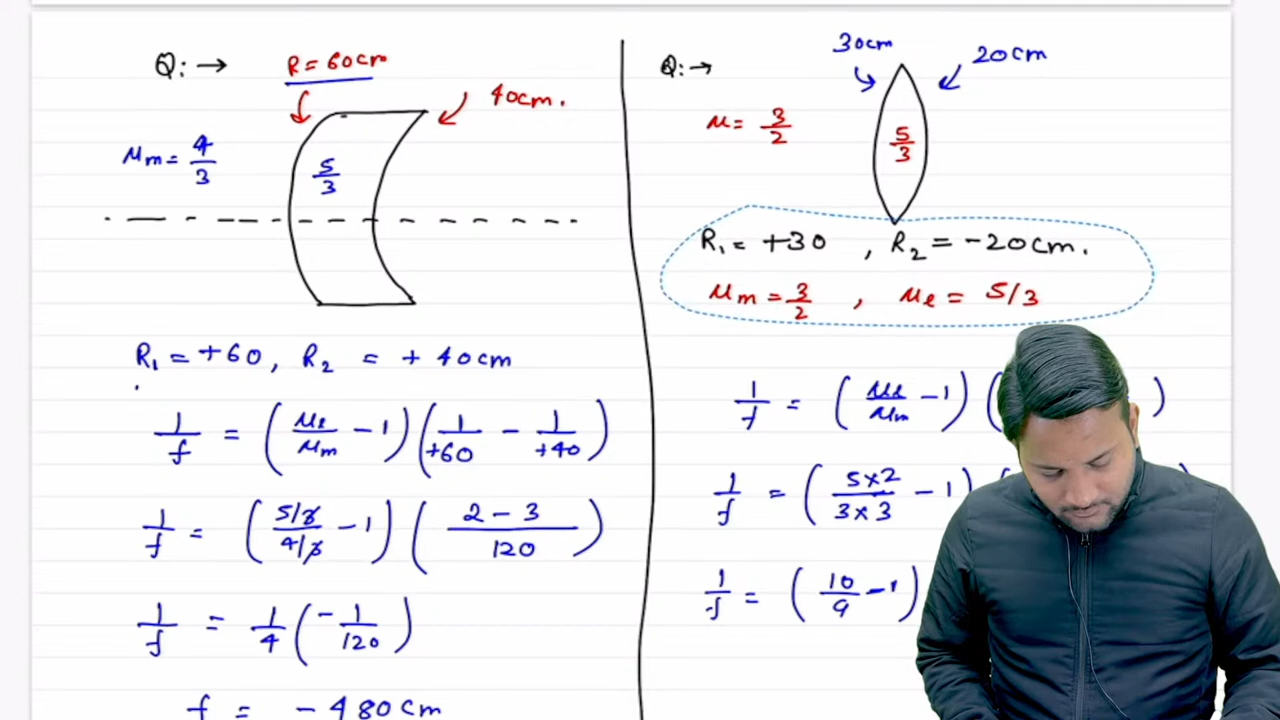 Q: → R = 60cm
40cm.
μm = 4/3
5/3
R₁ = +60, R₂ = + 40cm
1/f = (μℓ/μm - 1)(1/+60 - 1/+40)
1/f = (5/3/4/3 - 1)(2 - 3/120)
1/f = 1/4(-1/120)
f = - 480 cm
Q: → 30cm 20cm
μ = 3/2
5/3
R₁ = +30 , R₂ = -20cm.
μm = 3/2 , μℓ = 5/3
1/f = (μℓ/μm - 1)( )
1/f = (5×2/3×3 - 1)(
1/f = (10/9 - 1)